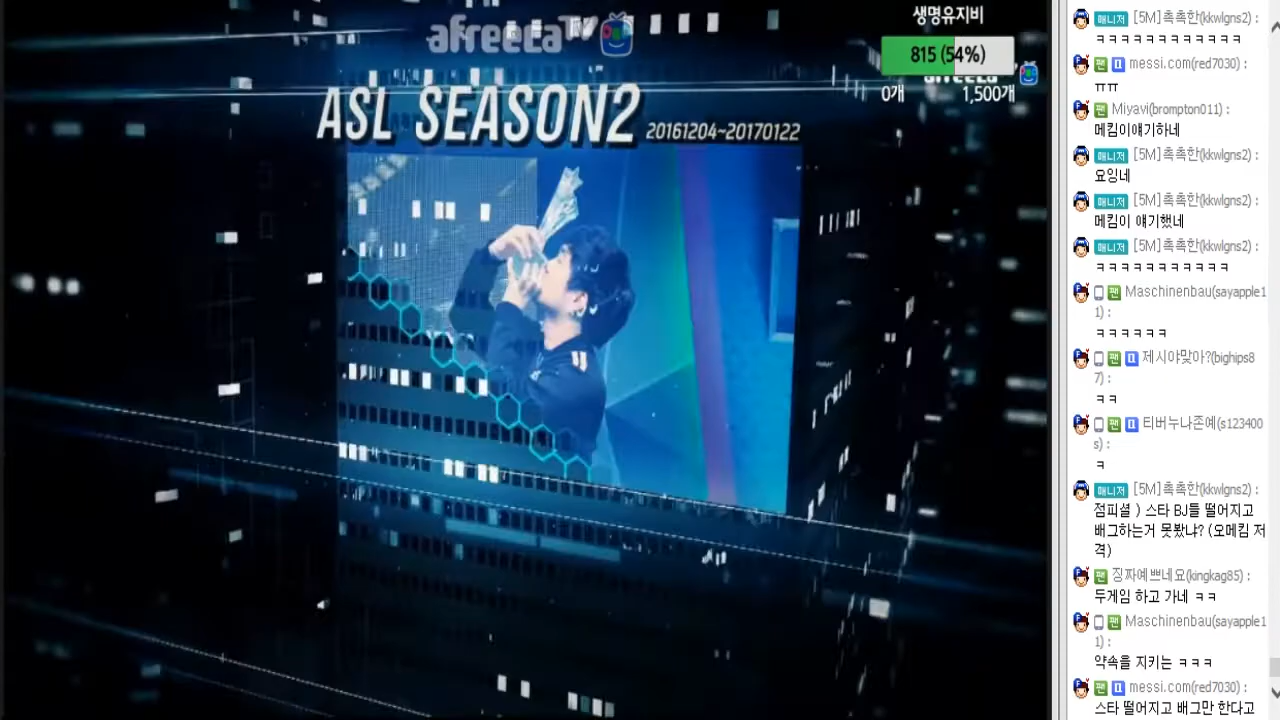 afreecaTV
ASL SEASON2 20161204~20170122
생명유지비
815 (54%)
0개 1,500개
매니저 [5M]촉촉한(kkwlgns2) :
ㅋㅋㅋㅋㅋㅋㅋㅋㅋㅋㅋㅋ
팬 messi.com(red7030) :
ㅠㅠ
팬 Miyavi(brompton011) :
메킴이얘기하네
매니저 [5M]촉촉한(kkwlgns2) :
요잉네
매니저 [5M]촉촉한(kkwlgns2) :
메킴이 얘기했네
매니저 [5M]촉촉한(kkwlgns2) :
ㅋㅋㅋㅋㅋㅋㅋㅋㅋㅋㅋ
팬 Maschinenbau(sayapple1
1) :
ㅋㅋㅋㅋㅋㅋ
팬 제시야맞아?(bighips8
7) :
ㅋㅋ
팬 티버누나존예(s123400
s) :
ㅋ
매니저 [5M]촉촉한(kkwlgns2) :
점피셜 ) 스타 BJ들 떨어지고
배그하는거 못봤냐? (오메킴 저
격)
팬 징짜예쁘네요(kingkag85) :
두게임 하고 가네 ㅋㅋ
팬 Maschinenbau(sayapple1
1) :
약속을 지키는 ㅋㅋㅋ
팬 messi.com(red7030) :
스타 떨어지고 배그만 한다고